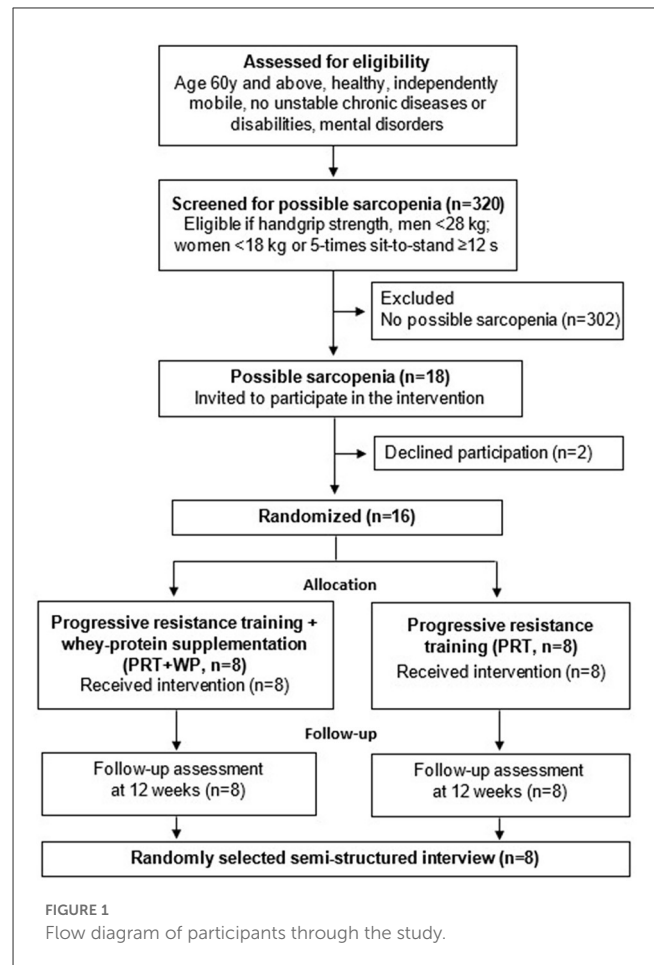 Assessed for eligibility
Age 60y and above, healthy, independently
mobile, no unstable chronic diseases or
disabilities, mental disorders
Screened for possible sarcopenia (n=320)
Eligible if handgrip strength, men <28 kg;
women <18 kg or 5-times sit-to-stand ≥12 s
Excluded
No possible sarcopenia (n=302)
Possible sarcopenia (n=18)
Invited to participate in the intervention
Declined participation (n=2)
Randomized (n=16)
Allocation
Progressive resistance training +
whey-protein supplementation
(PRT+WP, n=8)
Received intervention (n=8)
Progressive resistance
training (PRT, n=8)
Received intervention (n=8)
Follow-up
Follow-up assessment
at 12 weeks (n=8)
Follow-up assessment
at 12 weeks (n=8)
Randomly selected semi-structured interview (n=8)
FIGURE 1
Flow diagram of participants through the study.